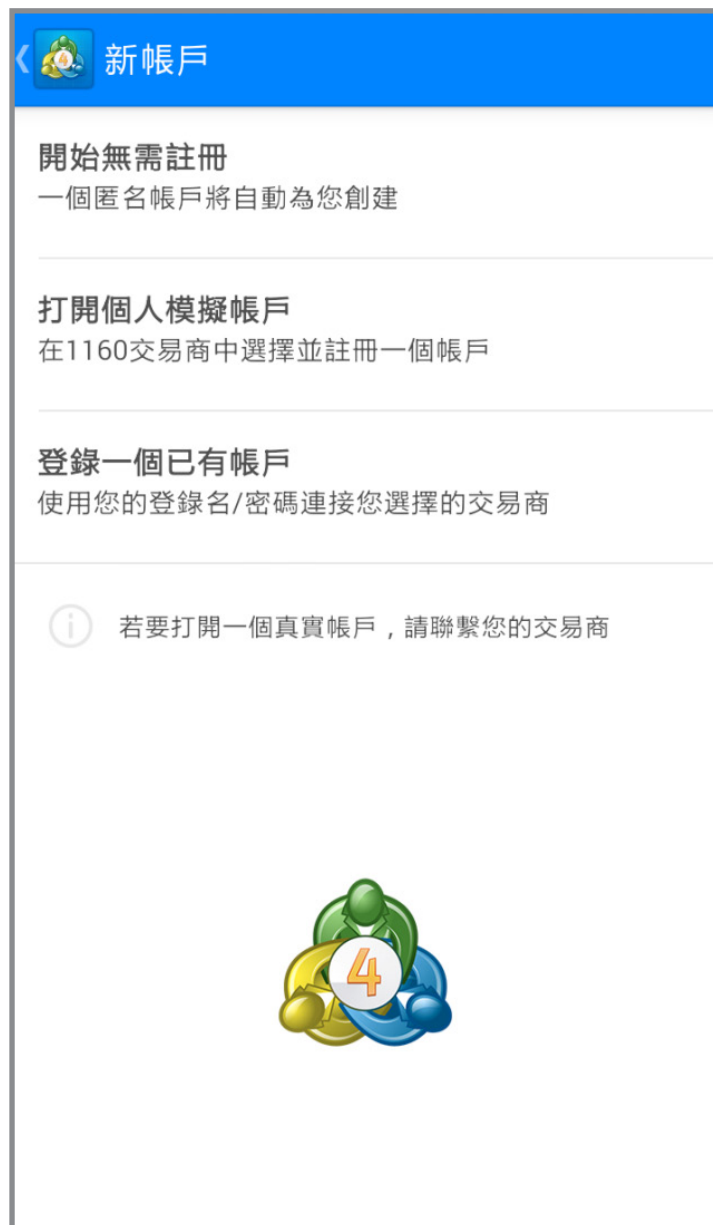 新帳戶
開始無需註冊
一個匿名帳戶將自動為您創建
打開個人模擬帳戶
在1160交易商中選擇並註冊一個帳戶
登錄一個已有帳戶
使用您的登錄名/密碼連接您選擇的交易商
若要打開一個真實帳戶，請聯繫您的交易商
4